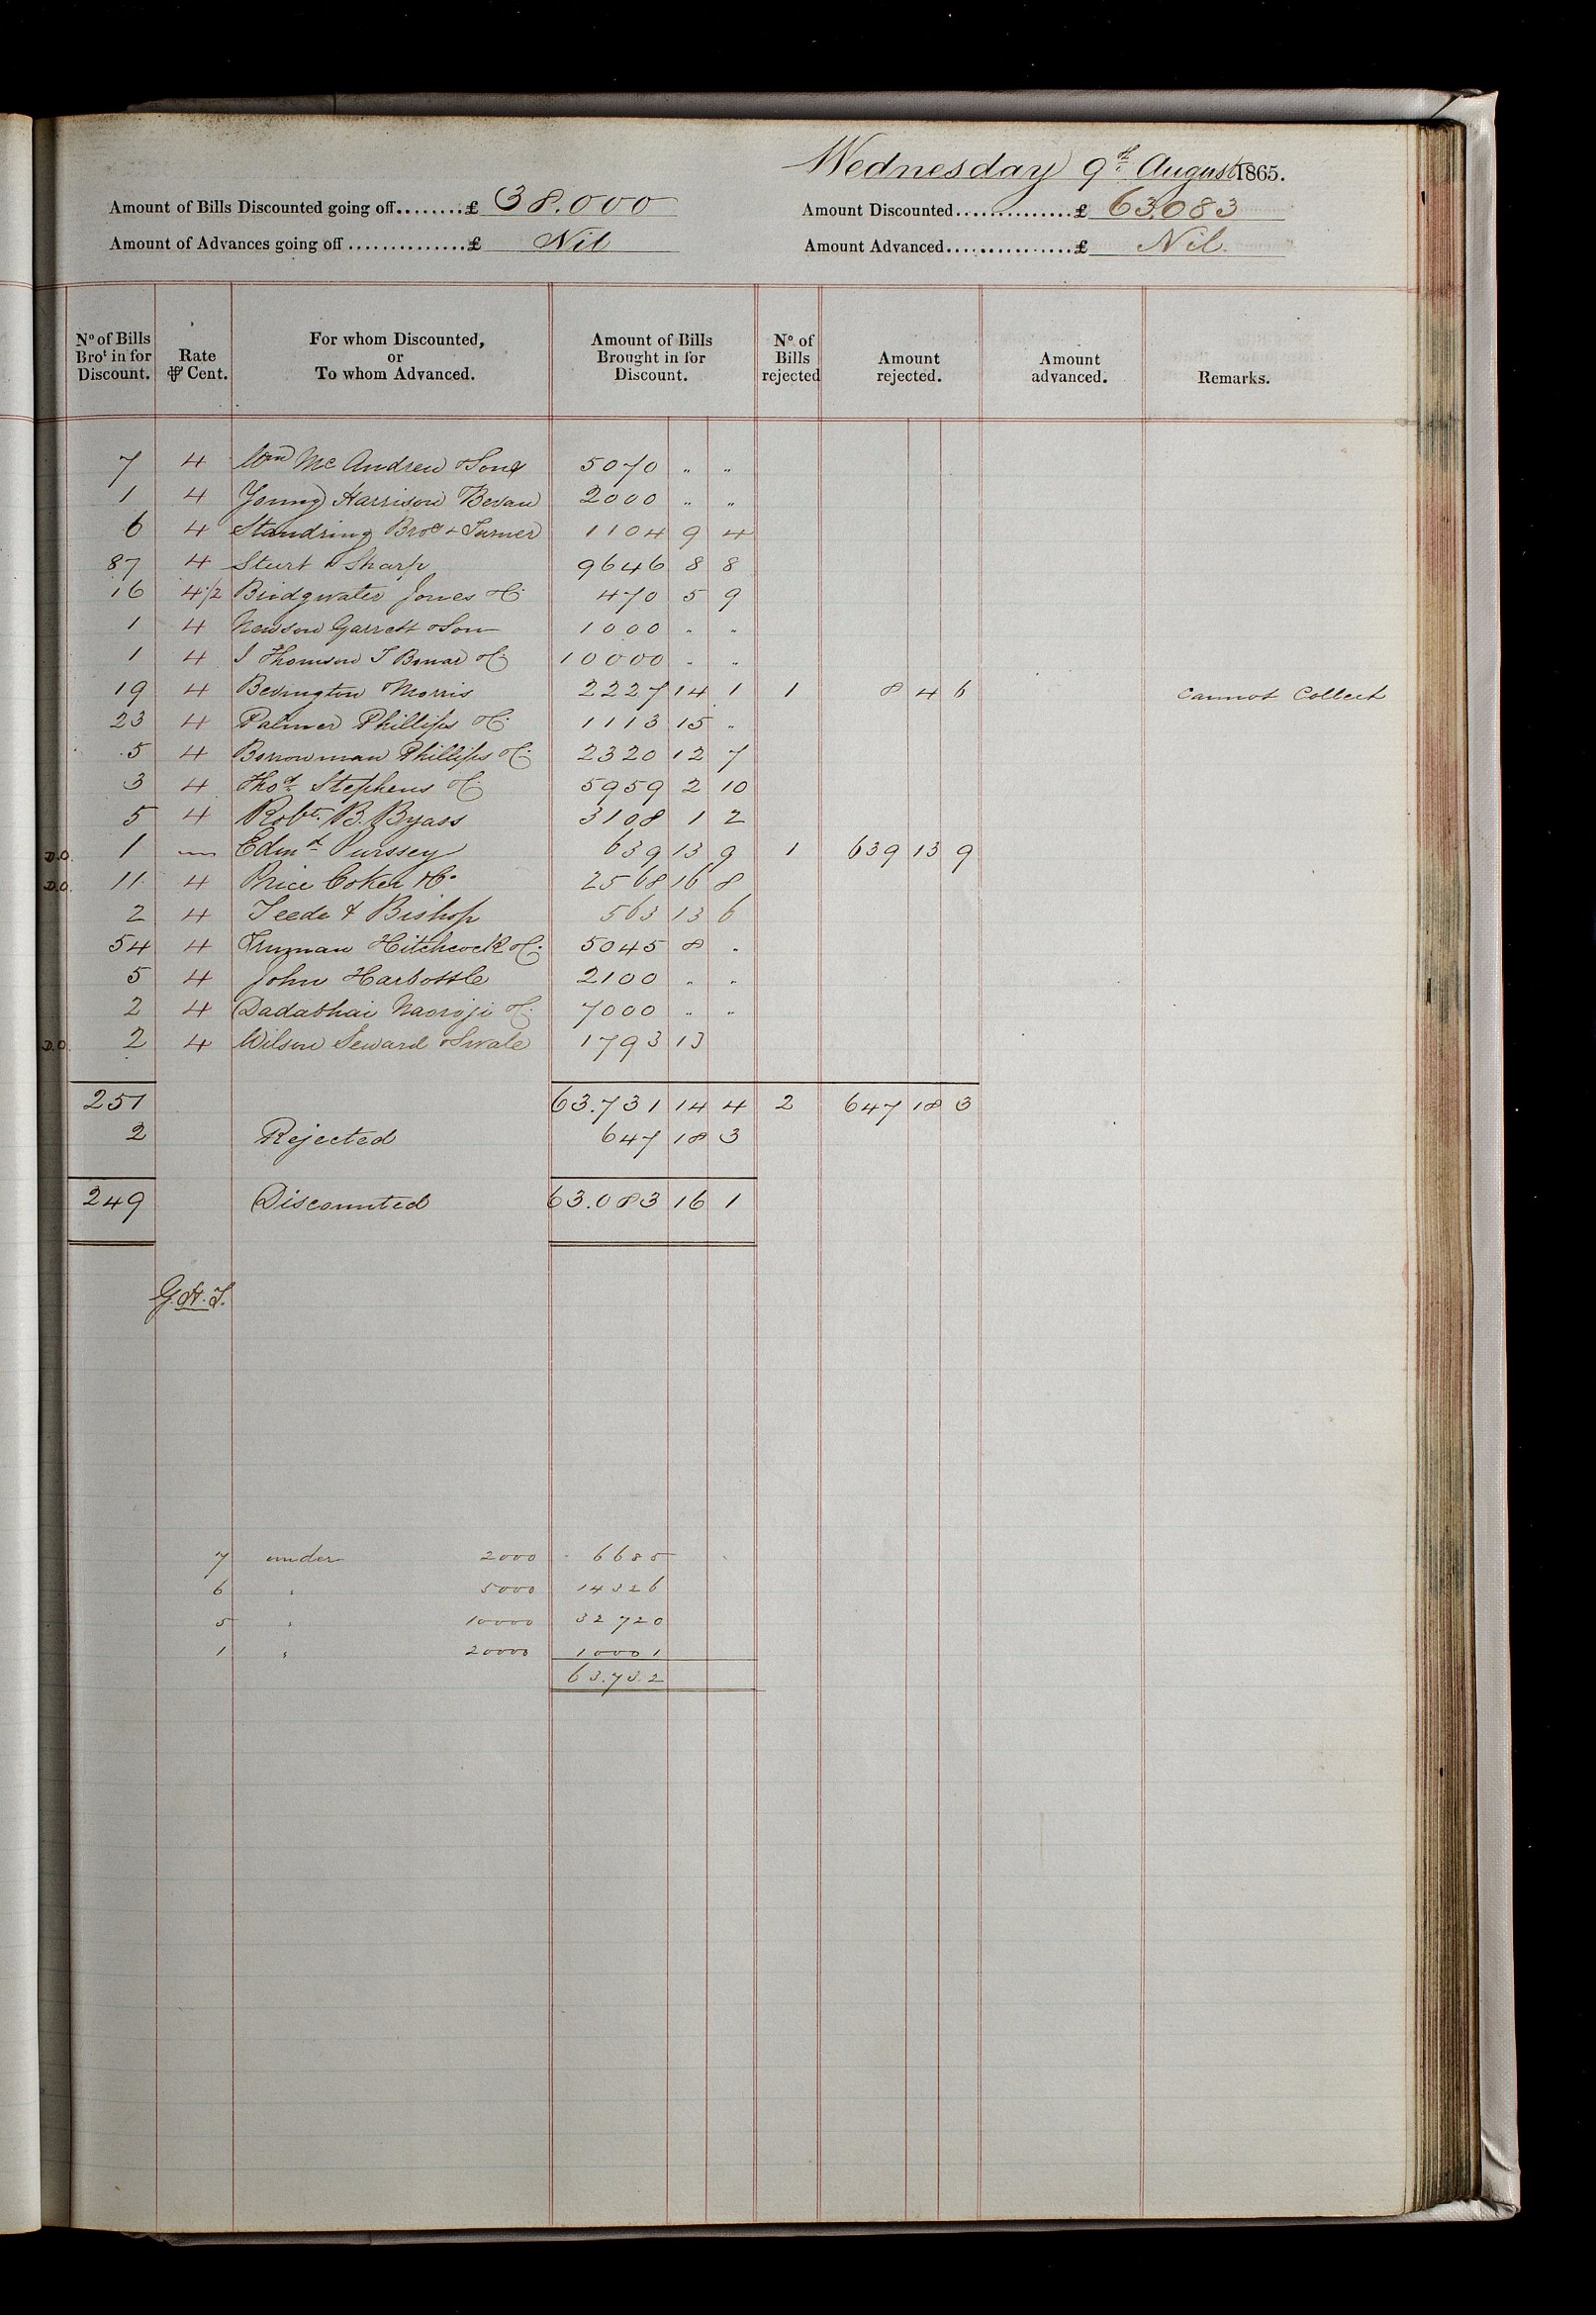 Wednesday 9th August 1865.
Amount of Bills Discounted going off........£ 38.000 Amount Discounted..............£ 63.083
Amount of Advances going off..............£ Nil Amount Advanced...............£ Nil.
No of Bills Brot in for Discount. Rate ⅌ Cent. For whom Discounted, or To whom Advanced. Amount of Bills Brought in for Discount. No. of Bills rejected Amount rejected. Amount advanced. Remarks.
7 4 Wm McAndrew & Sons 5070 " "
1 4 Young Harrison & Bevan 2000 " "
6 4 Standring Bros & Turner 1104 9 4
87 4 Sturt & Sharp 9646 8 8
16 4 1/2 Bridgwater Jones & Co 470 5 9
1 4 Newson Garrett & Son 1000 " "
1 4 J Thomson T Bonar & Co 10000 " "
19 4 Bevington & Morris 2227 14 1 1 8 4 6 Cannot Collect
23 4 Palmer Phillips & Co 1113 15 "
5 4 Borrowman Phillips & Co 2320 12 7
3 4 Thos Stephens & Co 5959 2 10
5 4 Robt. B. Byass 3108 1 2
D.O. 1 — Edmd Purssey 639 13 9 1 639 13 9
D.O. 11 4 Price Coker & Co 2568 16 8
2 4 Teede & Bishop 563 13 6
54 4 Truman Hitchcock & Co 5045 8 "
5 4 John Harbottle 2100 " "
2 4 Dadabhai Naoroji & Co 7000 " "
D.O. 2 4 Wilson Seward & Swale 1793 13
251 63.731 14 4 2 647 18 3
2 Rejected 647 18 3
249 Discounted 63.083 16 1
7 under 2000 6685
6 " 5000 14326
5 " 10000 32720
1 " 20000 10001
63.732